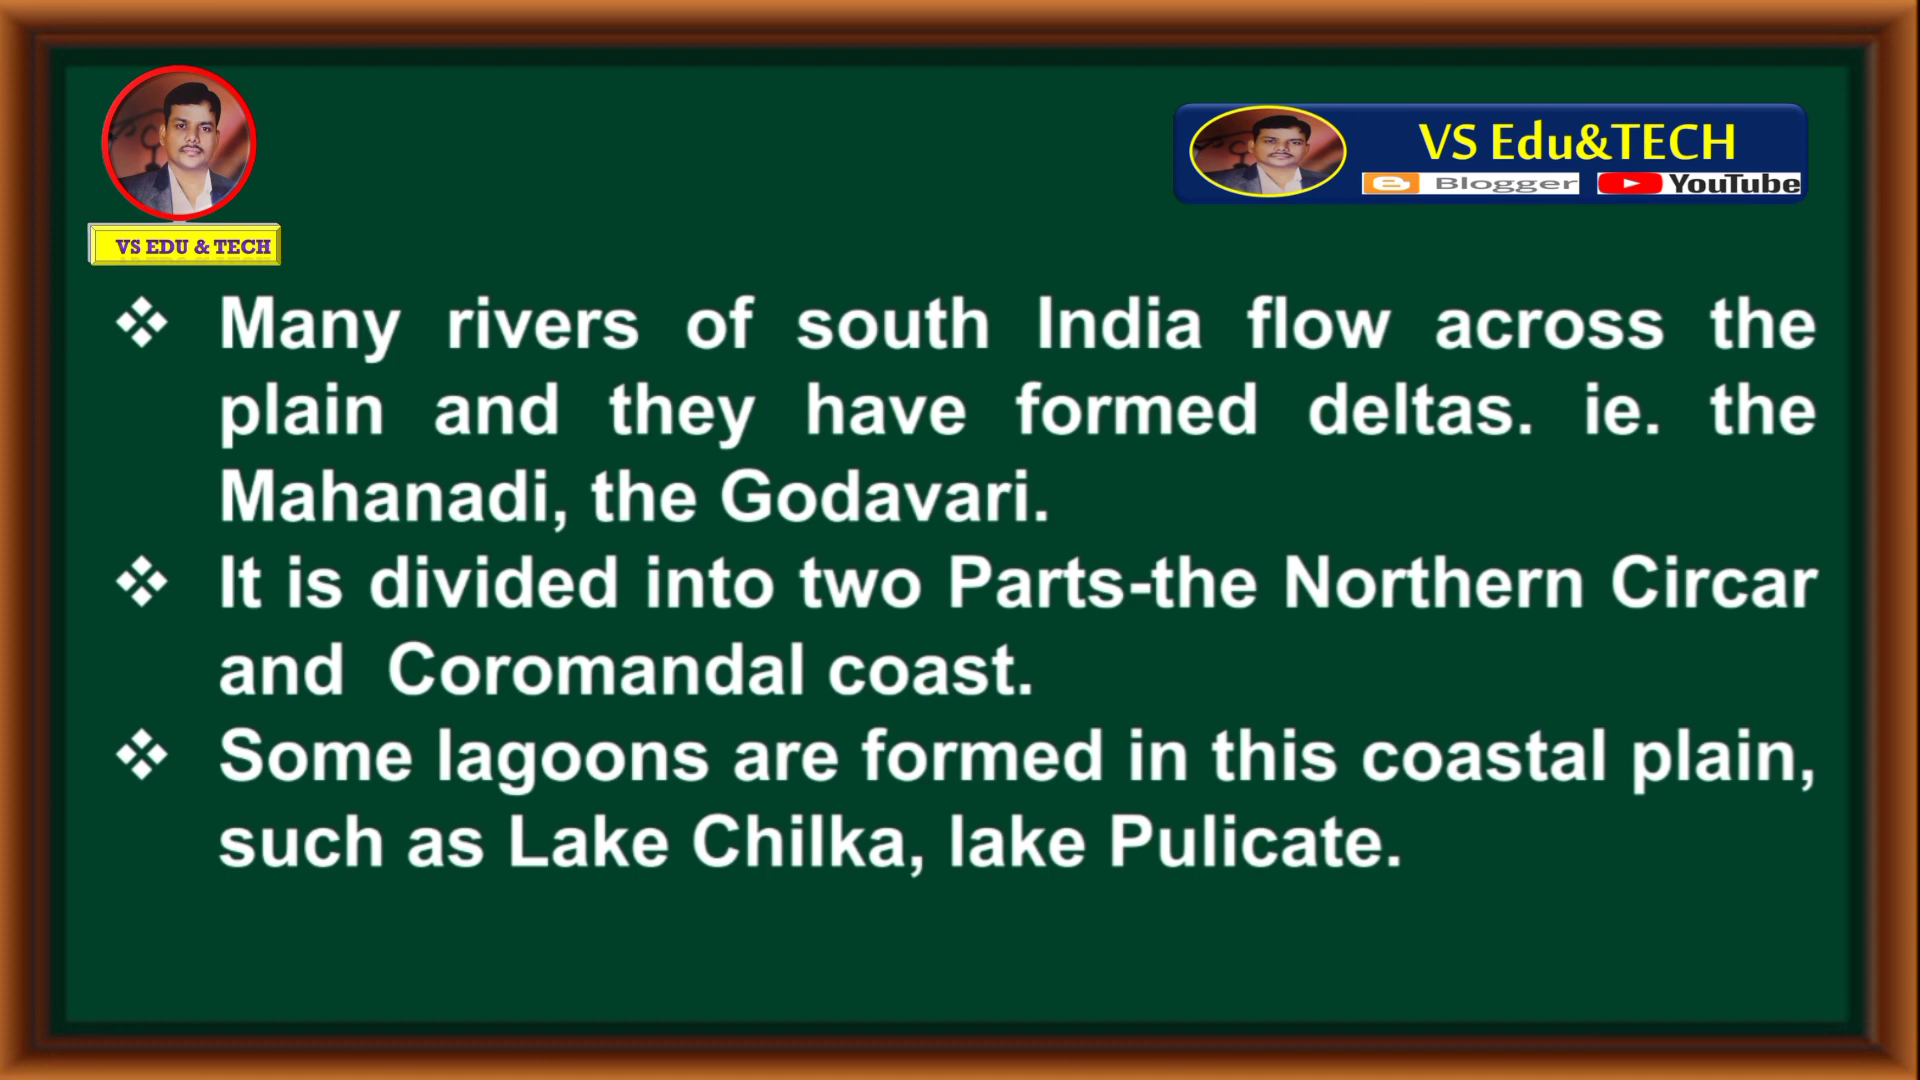 VS EDU & TECH
VS Edu&TECH
Blogger YouTube
❖ Many rivers of south India flow across the
plain and they have formed deltas. ie. the
Mahanadi, the Godavari.
❖ It is divided into two Parts-the Northern Circar
and Coromandal coast.
❖ Some lagoons are formed in this coastal plain,
such as Lake Chilka, lake Pulicate.